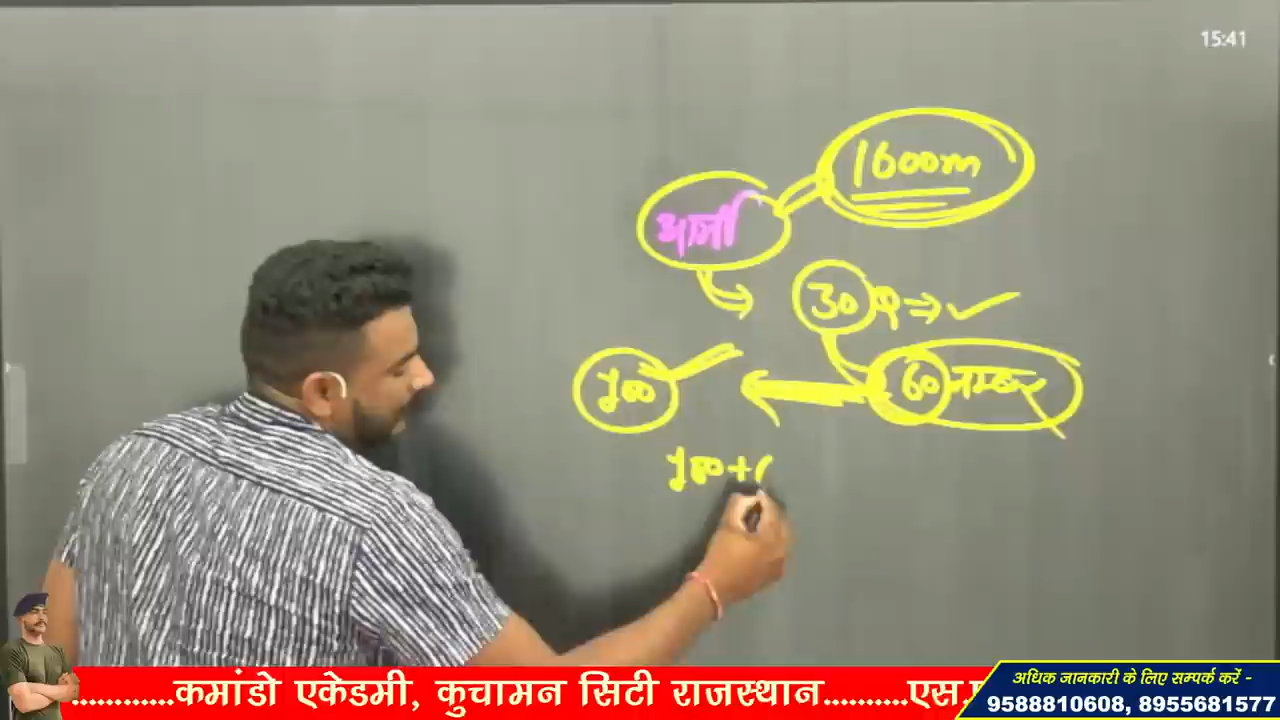 15:41
1600m
आर्मी
30 प ⇒ ✓
100
60 नम्बर
100 + 6
............कमांडो एकेडमी, कुचामन सिटी राजस्थान..........एस.
अधिक जानकारी के लिए सम्पर्क करें -
9588810608, 8955681577